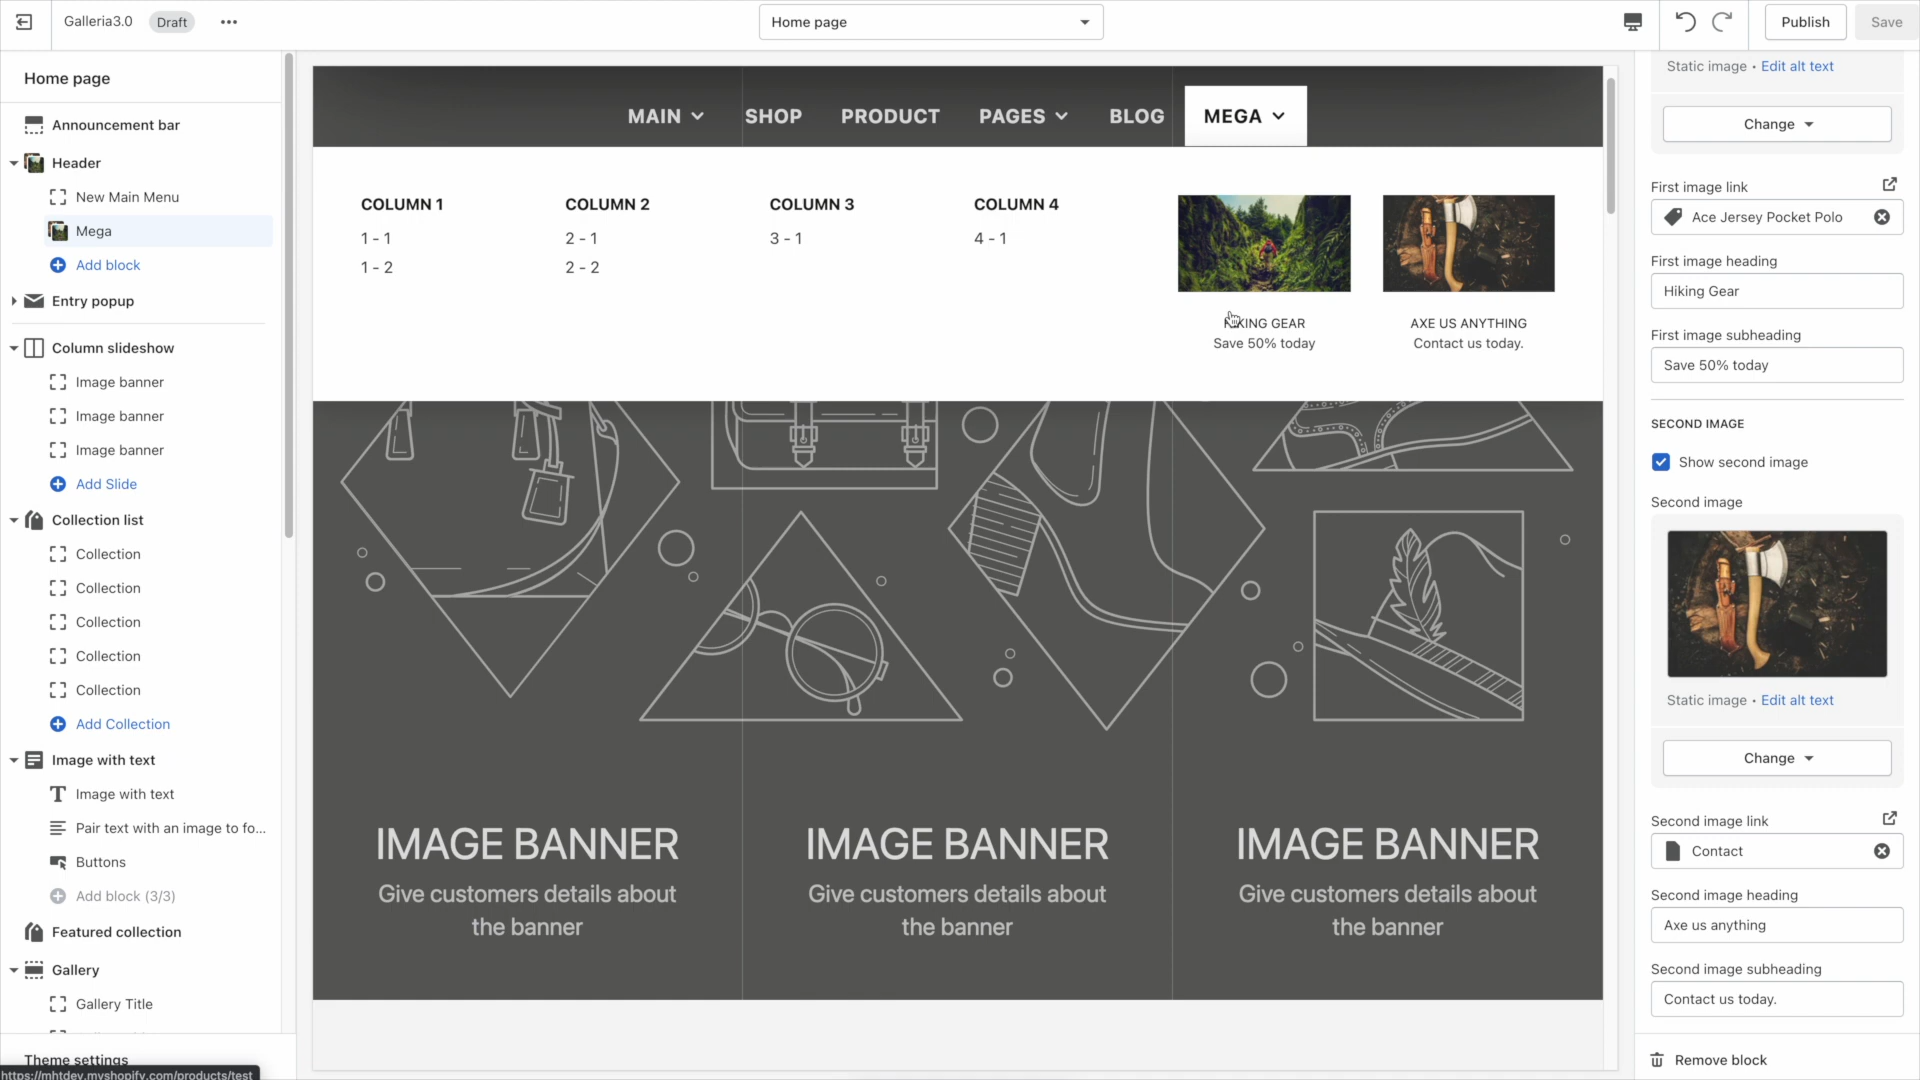 Galleria3.0
Draft
•••
Home page
Publish
Save
Home page
Announcement bar
Header
New Main Menu
Mega
Add block
Entry popup
Column slideshow
Image banner
Image banner
Image banner
Add Slide
Collection list
Collection
Collection
Collection
Collection
Collection
Add Collection
Image with text
Image with text
Pair text with an image to fo...
Buttons
Add block (3/3)
Featured collection
Gallery
Gallery Title
Theme settings
https://mhtdev.myshopify.com/products/test
MAIN SHOP PRODUCT PAGES BLOG MEGA
COLUMN 1
1 - 1
1 - 2
COLUMN 2
2 - 1
2 - 2
COLUMN 3
3 - 1
COLUMN 4
4 - 1
HIKING GEAR
Save 50% today
AXE US ANYTHING
Contact us today.
IMAGE BANNER
Give customers details about
the banner
IMAGE BANNER
Give customers details about
the banner
IMAGE BANNER
Give customers details about
the banner
Static image • Edit alt text
Change
First image link
Ace Jersey Pocket Polo
First image heading
Hiking Gear
First image subheading
Save 50% today
SECOND IMAGE
Show second image
Second image
Static image • Edit alt text
Change
Second image link
Contact
Second image heading
Axe us anything
Second image subheading
Contact us today.
Remove block